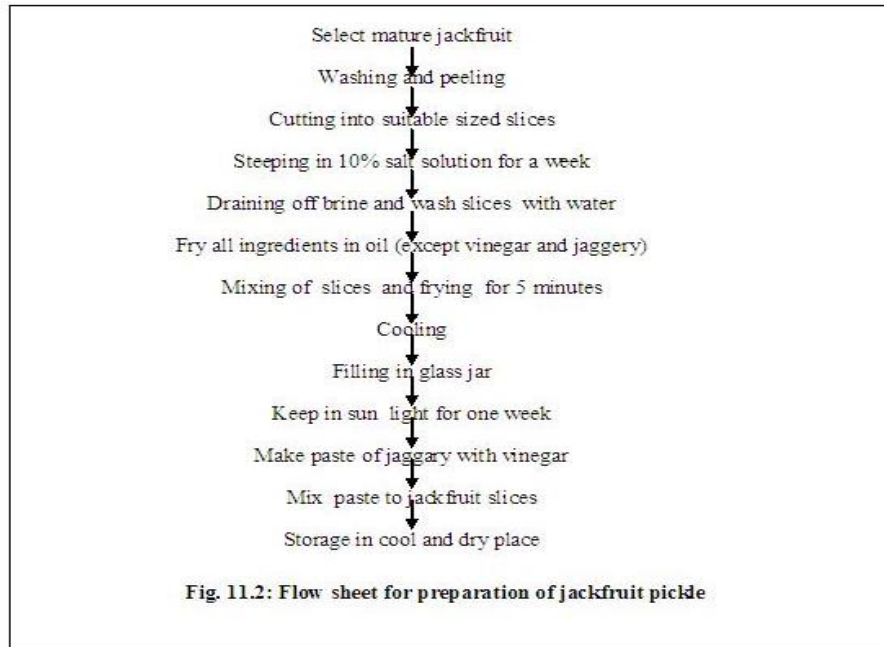 Select mature jackfruit
Washing and peeling
Cutting into suitable sized slices
Steeping in 10% salt solution for a week
Draining off brine and wash slices with water
Fry all ingredients in oil (except vinegar and jaggery)
Mixing of slices and frying for 5 minutes
Cooling
Filling in glass jar
Keep in sun light for one week
Make paste of jaggary with vinegar
Mix paste to jackfruit slices
Storage in cool and dry place
Fig. 11.2: Flow sheet for preparation of jackfruit pickle